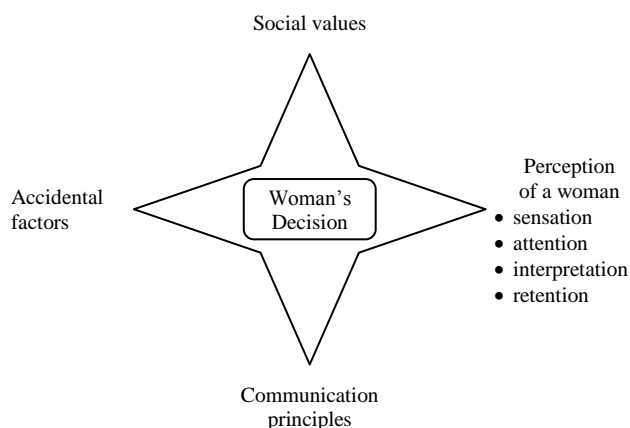 Social values
Accidental
factors
Woman's
Decision
Perception
of a woman
• sensation
• attention
• interpretation
• retention
Communication
principles